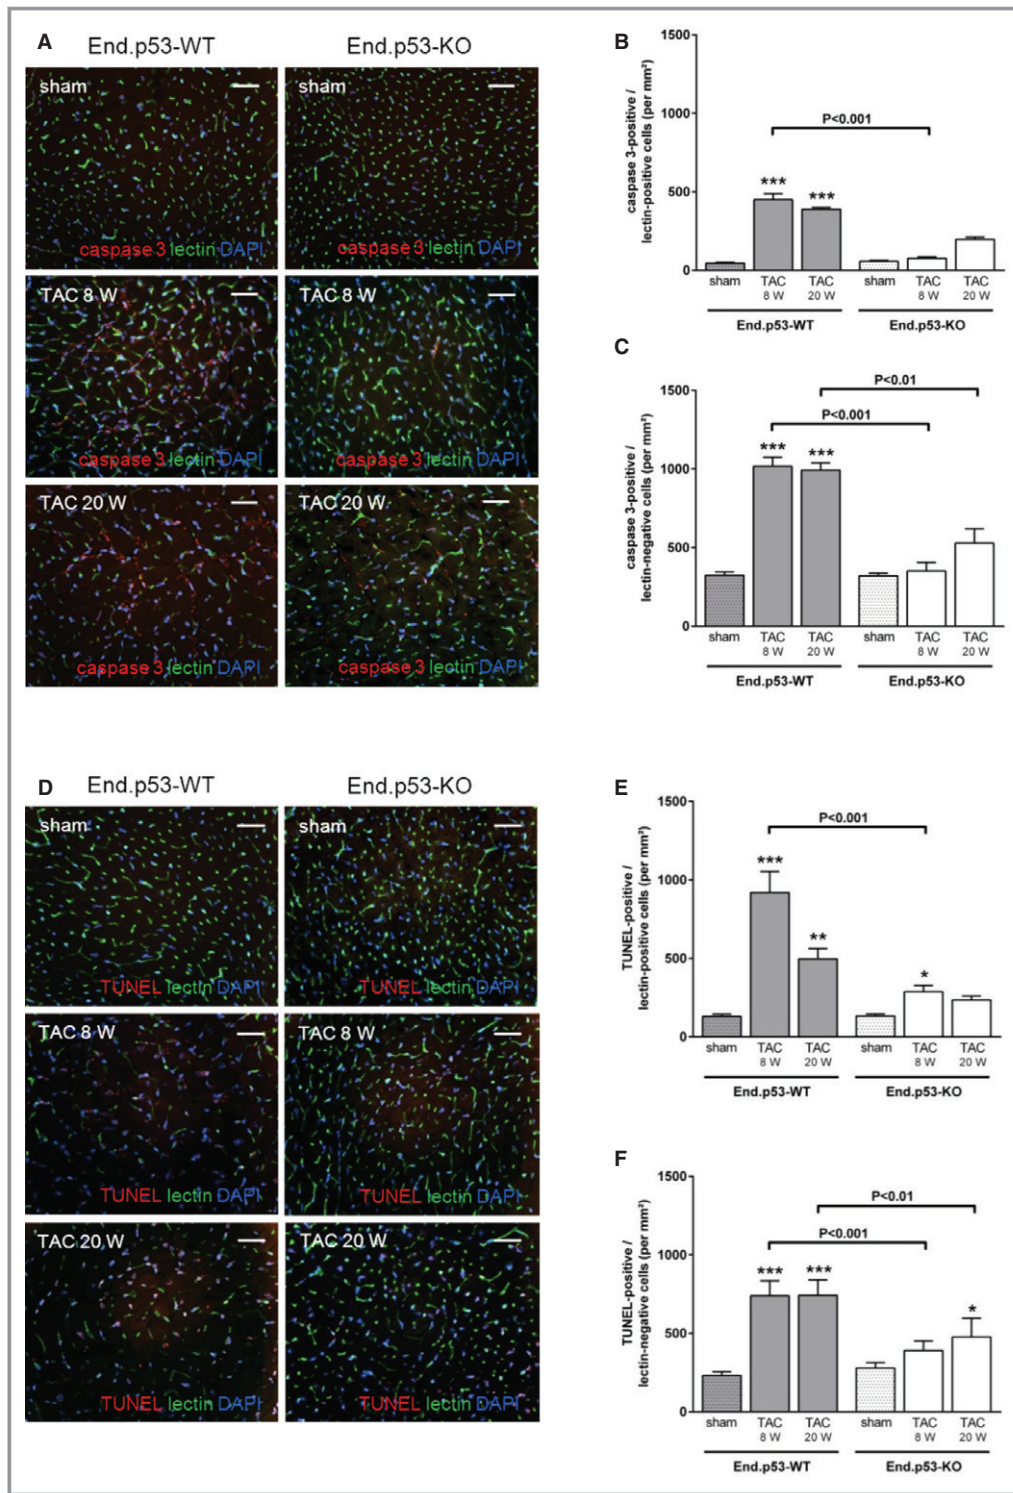 A
End.p53-WT
End.p53-KO
sham
caspase 3 lectin DAPI
sham
caspase 3 lectin DAPI
TAC 8 W
caspase 3 lectin DAPI
TAC 8 W
caspase 3 lectin DAPI
TAC 20 W
caspase 3 lectin DAPI
TAC 20 W
caspase 3 lectin DAPI
B
caspase 3-positive /
lectin-positive cells (per mm²)
1500
1000
500
0
P<0.001
***
***
sham
TAC
8 W
TAC
20 W
sham
TAC
8 W
TAC
20 W
End.p53-WT
End.p53-KO
C
caspase 3-positive /
lectin-negative cells (per mm²)
1500
1000
500
0
P<0.01
P<0.001
***
***
sham
TAC
8 W
TAC
20 W
sham
TAC
8 W
TAC
20 W
End.p53-WT
End.p53-KO
D
End.p53-WT
End.p53-KO
sham
TUNEL lectin DAPI
sham
TUNEL lectin DAPI
TAC 8 W
TUNEL lectin DAPI
TAC 8 W
TUNEL lectin DAPI
TAC 20 W
TUNEL lectin DAPI
TAC 20 W
TUNEL lectin DAPI
E
TUNEL-positive /
lectin-positive cells (per mm²)
1500
1000
500
0
P<0.001
***
**
*
sham
TAC
8 W
TAC
20 W
sham
TAC
8 W
TAC
20 W
End.p53-WT
End.p53-KO
F
TUNEL-positive /
lectin-negative cells (per mm²)
1500
1000
500
0
P<0.01
P<0.001
***
***
*
sham
TAC
8 W
TAC
20 W
sham
TAC
8 W
TAC
20 W
End.p53-WT
End.p53-KO